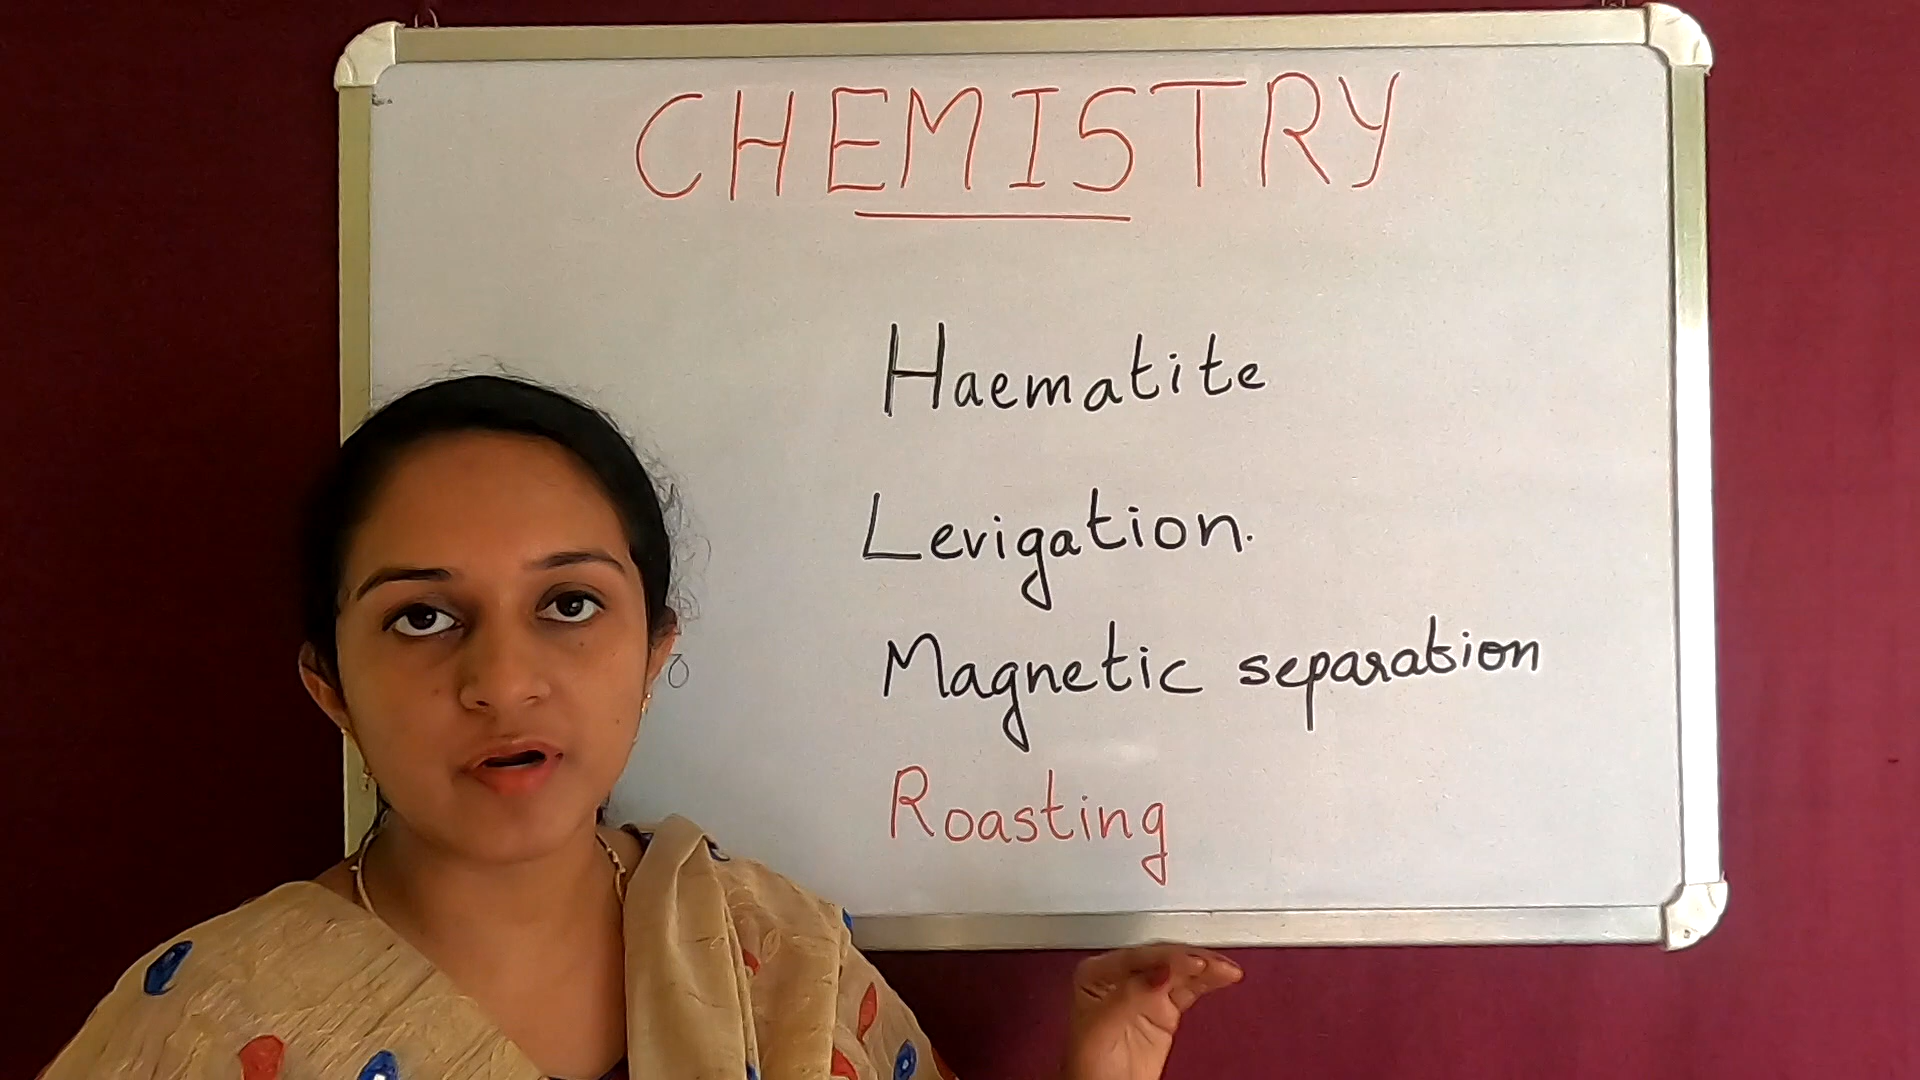 CHEMISTRY
Haematite
Levigation.
Magnetic separation
Roasting